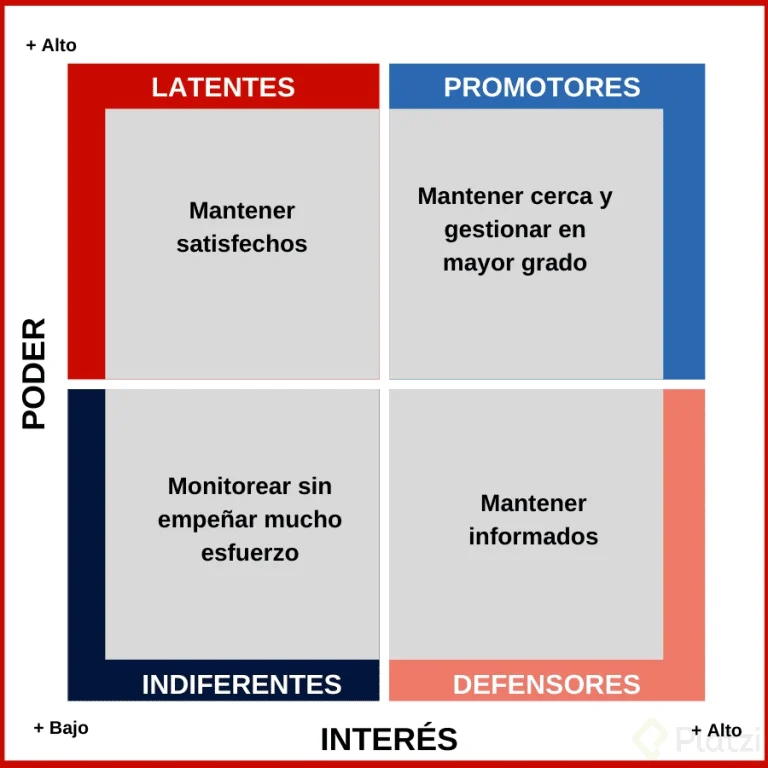 + Alto
LATENTES
PROMOTORES
Mantener
satisfechos
Mantener cerca y
gestionar en
mayor grado
PODER
Monitorear sin
empeñar mucho
esfuerzo
Mantener
informados
INDIFERENTES
DEFENSORES
+ Bajo
INTERÉS
+ Alto
Platzi